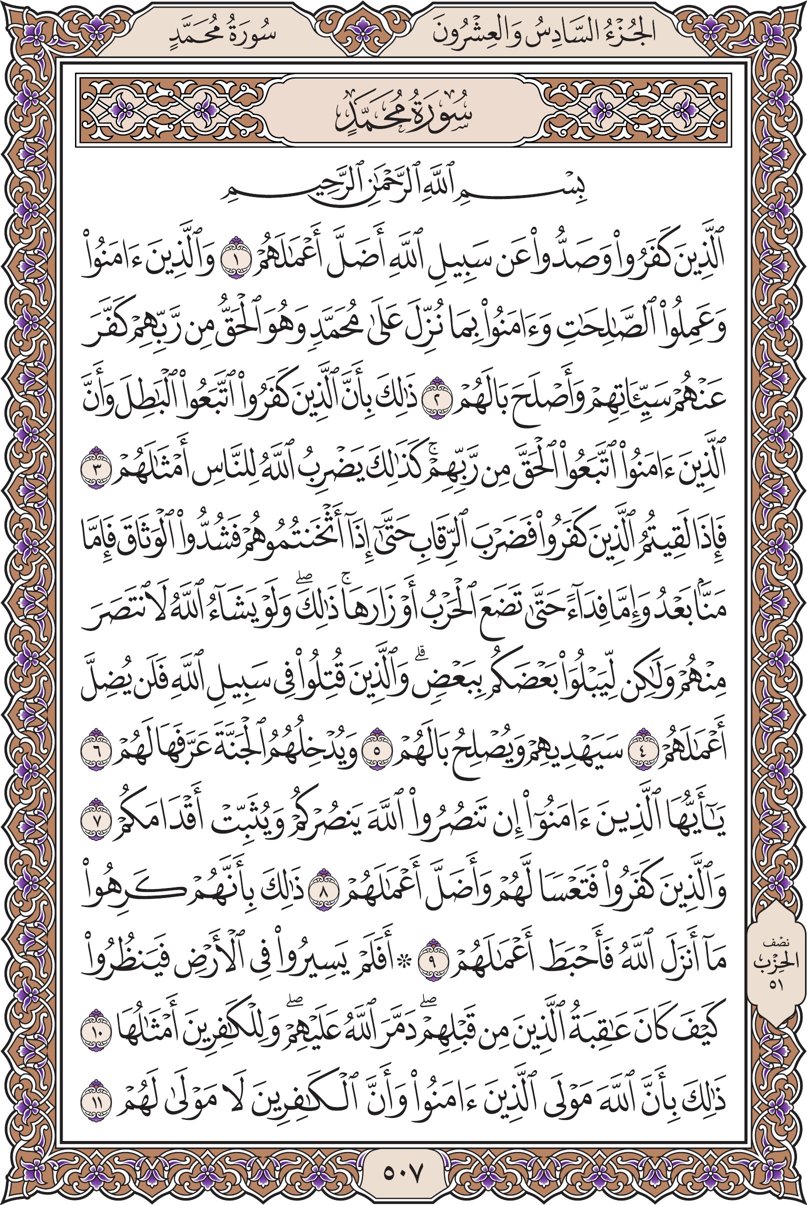 الجُزْءُ السَّادِسُ وَالعِشْرُونَ
سُورَةُ مُحَمَّدٍ
سُورَةُ مُحَمَّدٍ
بِسْمِ ٱللَّهِ ٱلرَّحْمَٰنِ ٱلرَّحِيمِ
ٱلَّذِينَ كَفَرُوا۟ وَصَدُّوا۟ عَن سَبِيلِ ٱللَّهِ أَضَلَّ أَعْمَٰلَهُمْ ١ وَٱلَّذِينَ ءَامَنُوا۟
وَعَمِلُوا۟ ٱلصَّٰلِحَٰتِ وَءَامَنُوا۟ بِمَا نُزِّلَ عَلَىٰ مُحَمَّدٍ وَهُوَ ٱلْحَقُّ مِن رَّبِّهِمْ كَفَّرَ
عَنْهُمْ سَيِّـَٔاتِهِمْ وَأَصْلَحَ بَالَهُمْ ٢ ذَٰلِكَ بِأَنَّ ٱلَّذِينَ كَفَرُوا۟ ٱتَّبَعُوا۟ ٱلْبَٰطِلَ وَأَنَّ
ٱلَّذِينَ ءَامَنُوا۟ ٱتَّبَعُوا۟ ٱلْحَقَّ مِن رَّبِّهِمْ ۚ كَذَٰلِكَ يَضْرِبُ ٱللَّهُ لِلنَّاسِ أَمْثَٰلَهُمْ ٣
فَإِذَا لَقِيتُمُ ٱلَّذِينَ كَفَرُوا۟ فَضَرْبَ ٱلرِّقَابِ حَتَّىٰٓ إِذَآ أَثْخَنتُمُوهُمْ فَشُدُّوا۟ ٱلْوَثَاقَ فَإِمَّا
مَنًّۢا بَعْدُ وَإِمَّا فِدَآءً حَتَّىٰ تَضَعَ ٱلْحَرْبُ أَوْزَارَهَا ۚ ذَٰلِكَ ۖ وَلَوْ يَشَآءُ ٱللَّهُ لَٱنتَصَرَ
مِنْهُمْ وَلَٰكِن لِّيَبْلُوَا۟ بَعْضَكُم بِبَعْضٍ ۗ وَٱلَّذِينَ قُتِلُوا۟ فِى سَبِيلِ ٱللَّهِ فَلَن يُضِلَّ
أَعْمَٰلَهُمْ ٤ سَيَهْدِيهِمْ وَيُصْلِحُ بَالَهُمْ ٥ وَيُدْخِلُهُمُ ٱلْجَنَّةَ عَرَّفَهَا لَهُمْ ٦
يَٰٓأَيُّهَا ٱلَّذِينَ ءَامَنُوٓا۟ إِن تَنصُرُوا۟ ٱللَّهَ يَنصُرْكُمْ وَيُثَبِّتْ أَقْدَامَكُمْ ٧
وَٱلَّذِينَ كَفَرُوا۟ فَتَعْسًا لَّهُمْ وَأَضَلَّ أَعْمَٰلَهُمْ ٨ ذَٰلِكَ بِأَنَّهُمْ كَرِهُوا۟
مَآ أَنزَلَ ٱللَّهُ فَأَحْبَطَ أَعْمَٰلَهُمْ ٩ ۞ أَفَلَمْ يَسِيرُوا۟ فِى ٱلْأَرْضِ فَيَنظُرُوا۟
كَيْفَ كَانَ عَٰقِبَةُ ٱلَّذِينَ مِن قَبْلِهِمْ ۖ دَمَّرَ ٱللَّهُ عَلَيْهِمْ ۖ وَلِلْكَٰفِرِينَ أَمْثَٰلُهَا ١٠
ذَٰلِكَ بِأَنَّ ٱللَّهَ مَوْلَى ٱلَّذِينَ ءَامَنُوا۟ وَأَنَّ ٱلْكَٰفِرِينَ لَا مَوْلَىٰ لَهُمْ ١١
نصف
الحِزْب
٥١
٥٠٧